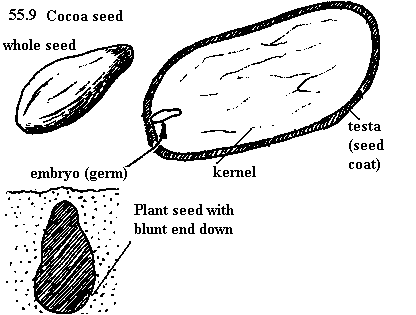 55.9 Cocoa seed
whole seed
testa
(seed
coat)
embryo (germ)
kernel
Plant seed with
blunt end down